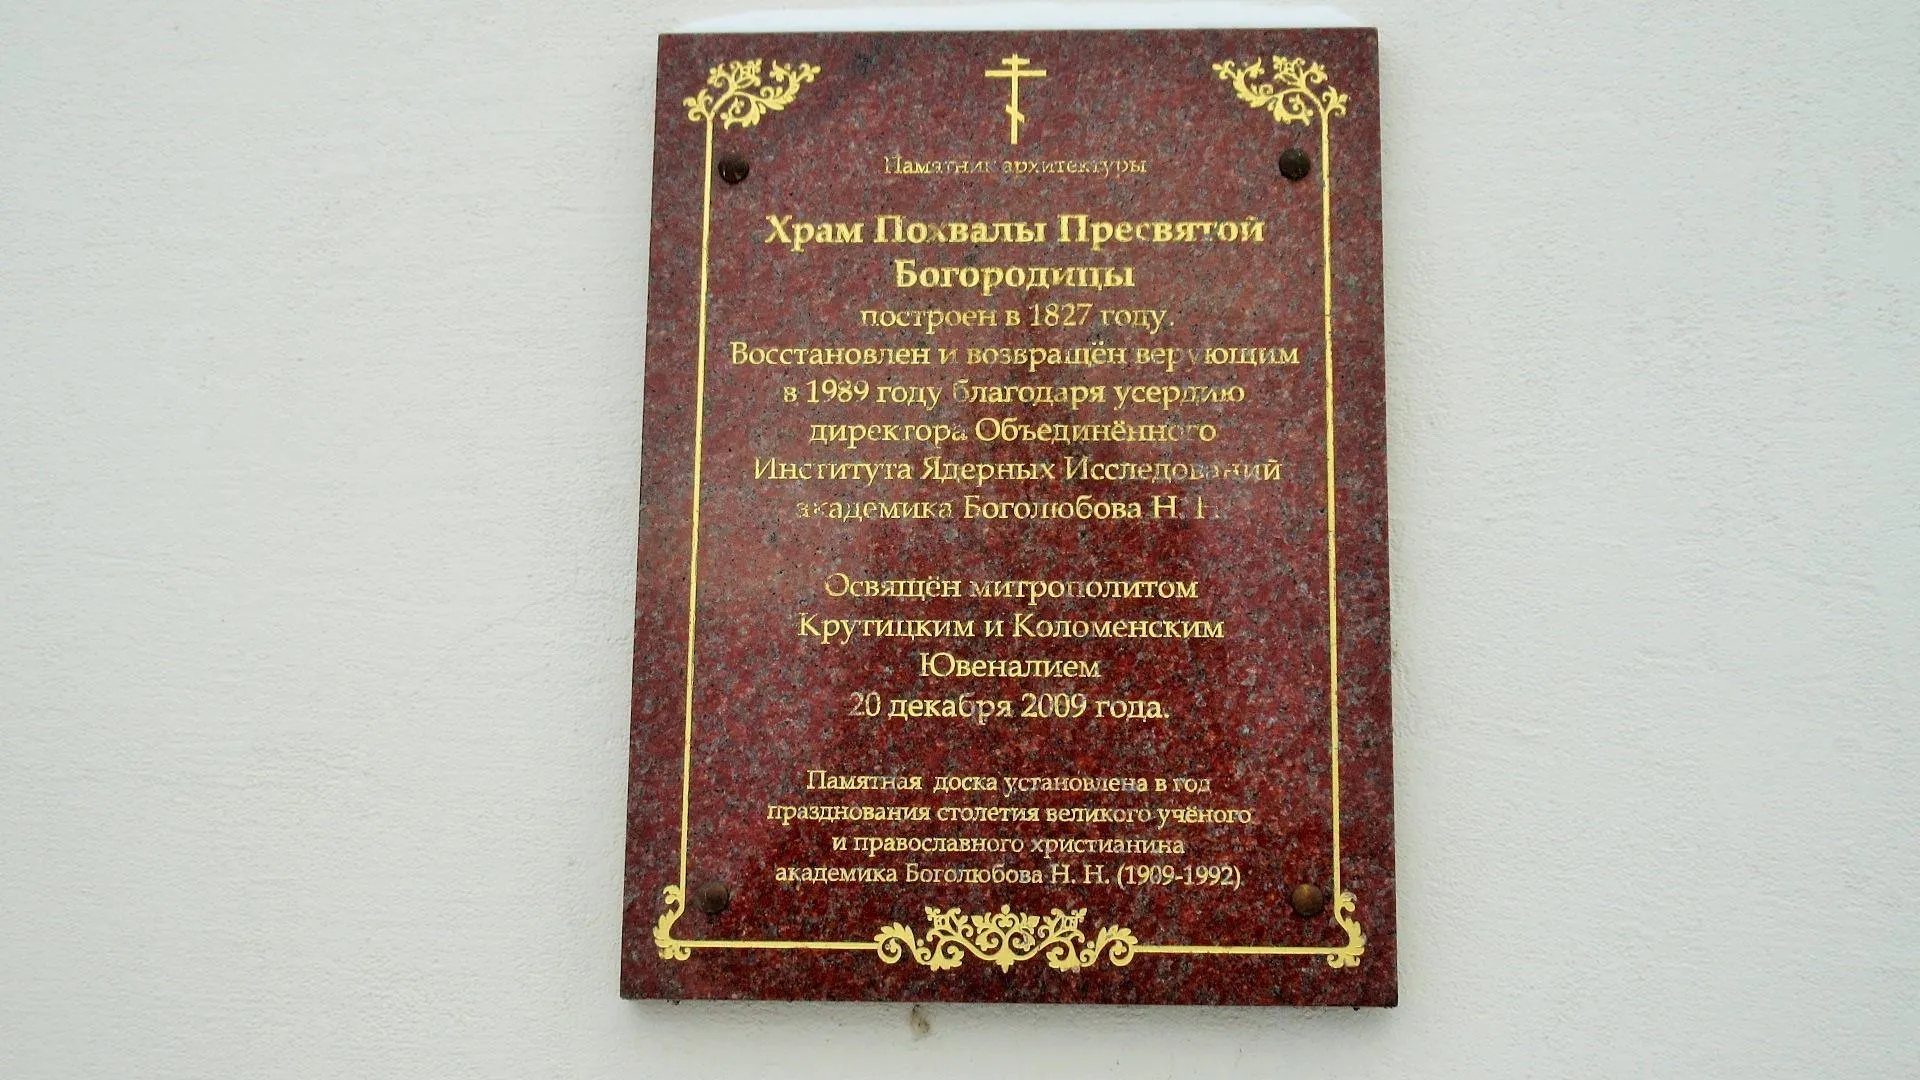 Памятник архитектуры
Храм Похвалы Пресвятой
Богородицы
построен в 1827 году.
Восстановлен и возвращён верующим
в 1989 году благодаря усердию
директора Объединённого
Института Ядерных Исследований
академика Боголюбова Н. Н.
Освящён митрополитом
Крутицким и Коломенским
Ювеналием
20 декабря 2009 года.
Памятная доска установлена в год
празднования столетия великого учёного
и православного христианина
академика Боголюбова Н. Н. (1909-1992)